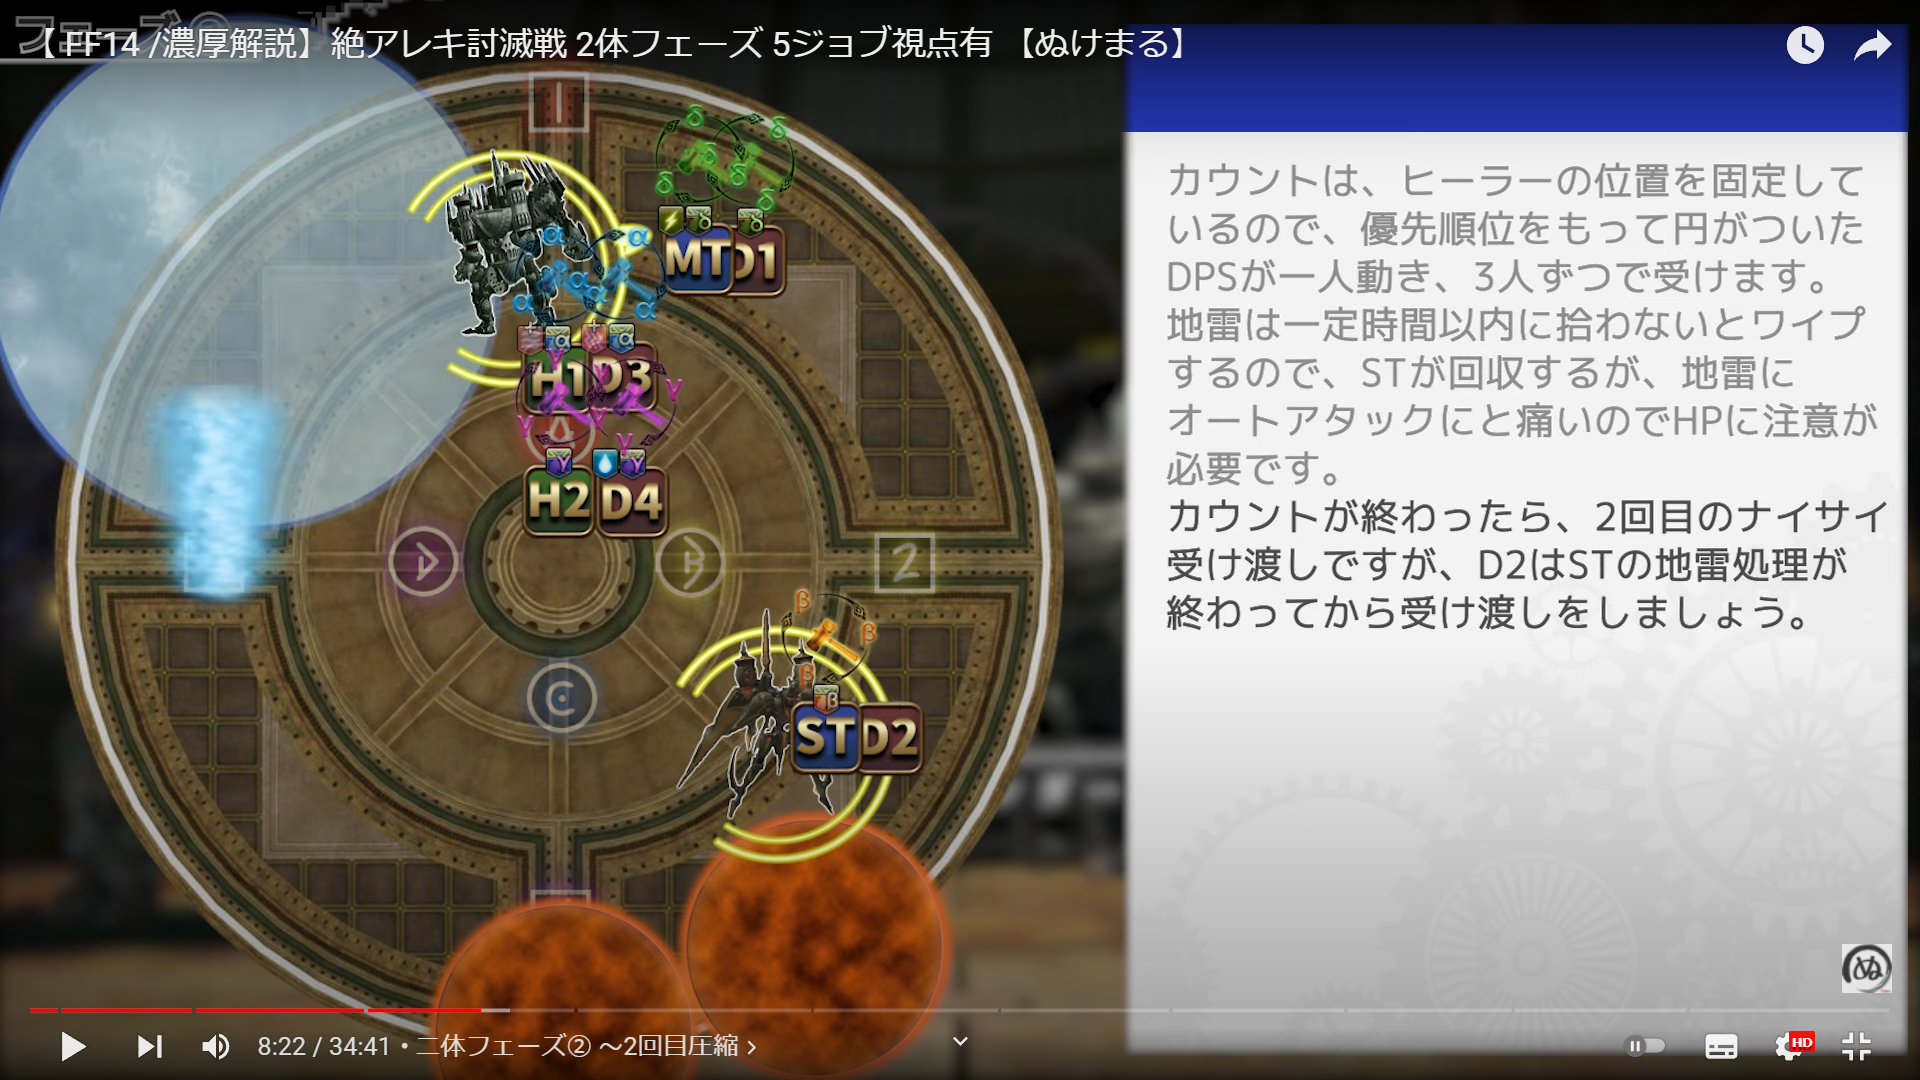 フェーズ②
【 FF14 /濃厚解説】絶アレキ討滅戦 2体フェーズ 5ジョブ視点有 【ぬけまる】
カウントは、ヒーラーの位置を固定して
いるので、優先順位をもって円がついた
DPSが一人動き、3人ずつで受けます。
地雷は一定時間以内に拾わないとワイプ
するので、STが回収するが、地雷に
オートアタックにと痛いのでHPに注意が
必要です。
カウントが終わったら、2回目のナイサイ
受け渡しですが、D2はSTの地雷処理が
終わってから受け渡しをしましょう。
1
δ δ
δ δ
δ δ
MT D1
α α
α α
α α
H1 D3
γ γ
γ γ
γ γ
H2 D4
A
D B 2
C
β
β
β
ST D2
ぬ
8:22 / 34:41・二体フェーズ② ～2回目圧縮 ›
HD